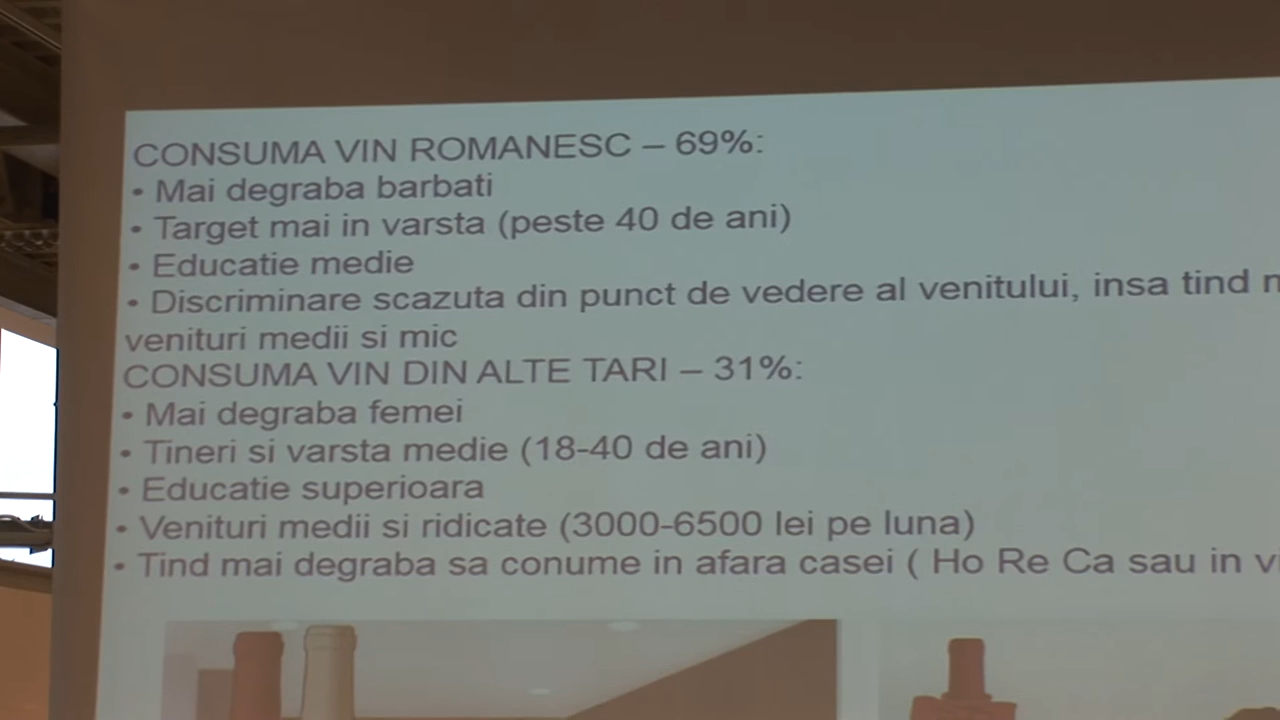 CONSUMA VIN ROMANESC – 69%:
• Mai degraba barbati
• Target mai in varsta (peste 40 de ani)
• Educatie medie
• Discriminare scazuta din punct de vedere al venitului, insa tind
venituri medii si mic
CONSUMA VIN DIN ALTE TARI – 31%:
• Mai degraba femei
• Tineri si varsta medie (18-40 de ani)
• Educatie superioara
• Venituri medii si ridicate (3000-6500 lei pe luna)
• Tind mai degraba sa conume in afara casei ( Ho Re Ca sau in